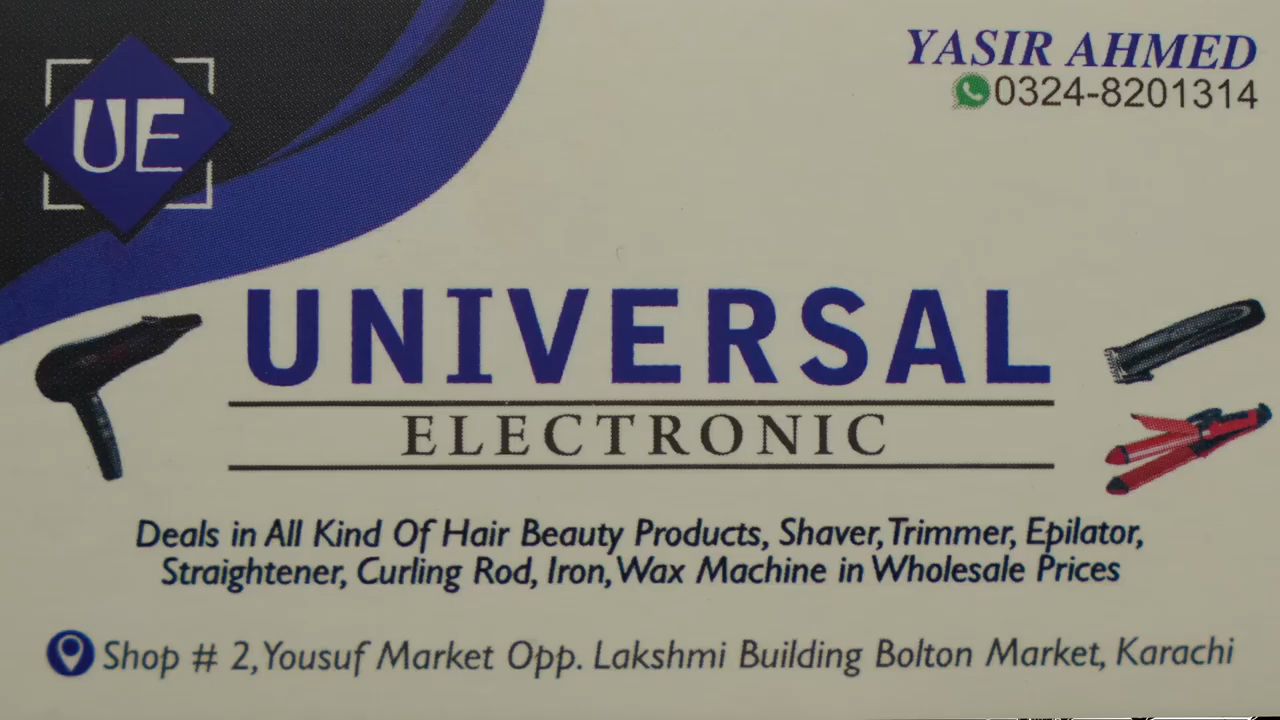 UE
YASIR AHMED
0324-8201314
UNIVERSAL
ELECTRONIC
Deals in All Kind Of Hair Beauty Products, Shaver, Trimmer, Epilator,
Straightener, Curling Rod, Iron, Wax Machine in Wholesale Prices
Shop # 2, Yousuf Market Opp. Lakshmi Building Bolton Market, Karachi